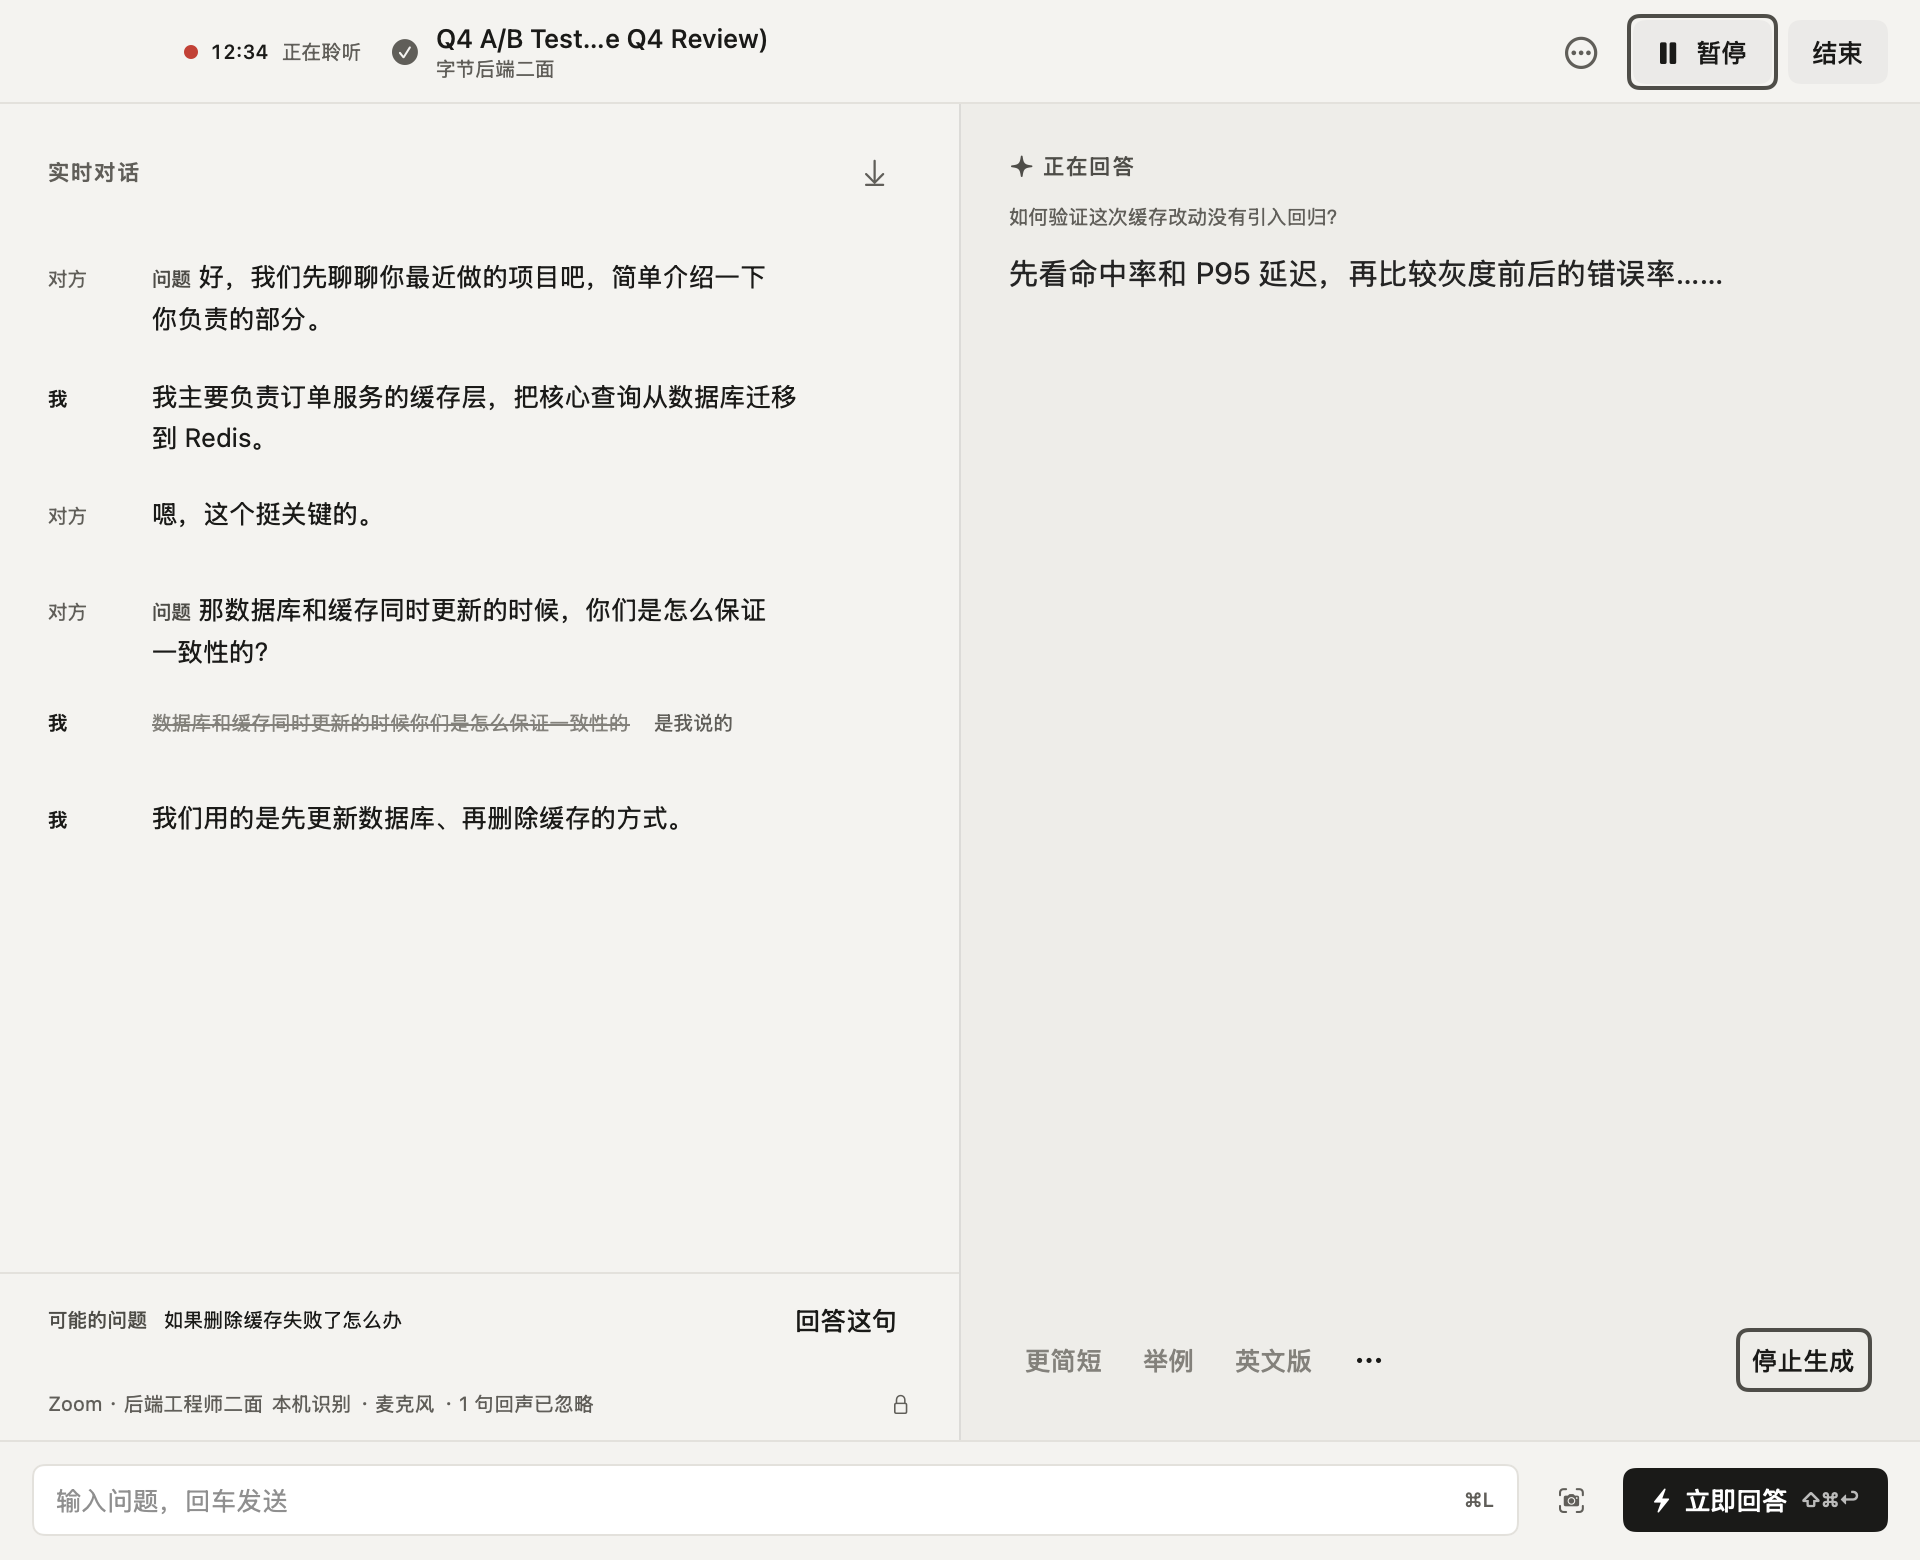 12:34 正在聆听
Q4 A/B Test...e Q4 Review)
字节后端二面
暂停
结束
实时对话
对方
问题 好，我们先聊聊你最近做的项目吧，简单介绍一下
你负责的部分。
我
我主要负责订单服务的缓存层，把核心查询从数据库迁移
到 Redis。
对方
嗯，这个挺关键的。
对方
问题 那数据库和缓存同时更新的时候，你们是怎么保证
一致性的？
我
数据库和缓存同时更新的时候你们是怎么保证一致性的 是我说的
我
我们用的是先更新数据库、再删除缓存的方式。
可能的问题 如果删除缓存失败了怎么办
回答这句
Zoom · 后端工程师二面 本机识别 · 麦克风 · 1 句回声已忽略
正在回答
如何验证这次缓存改动没有引入回归？
先看命中率和 P95 延迟，再比较灰度前后的错误率……
更简短
举例
英文版
停止生成
输入问题，回车发送
⌘L
立即回答 ⇧⌘↩